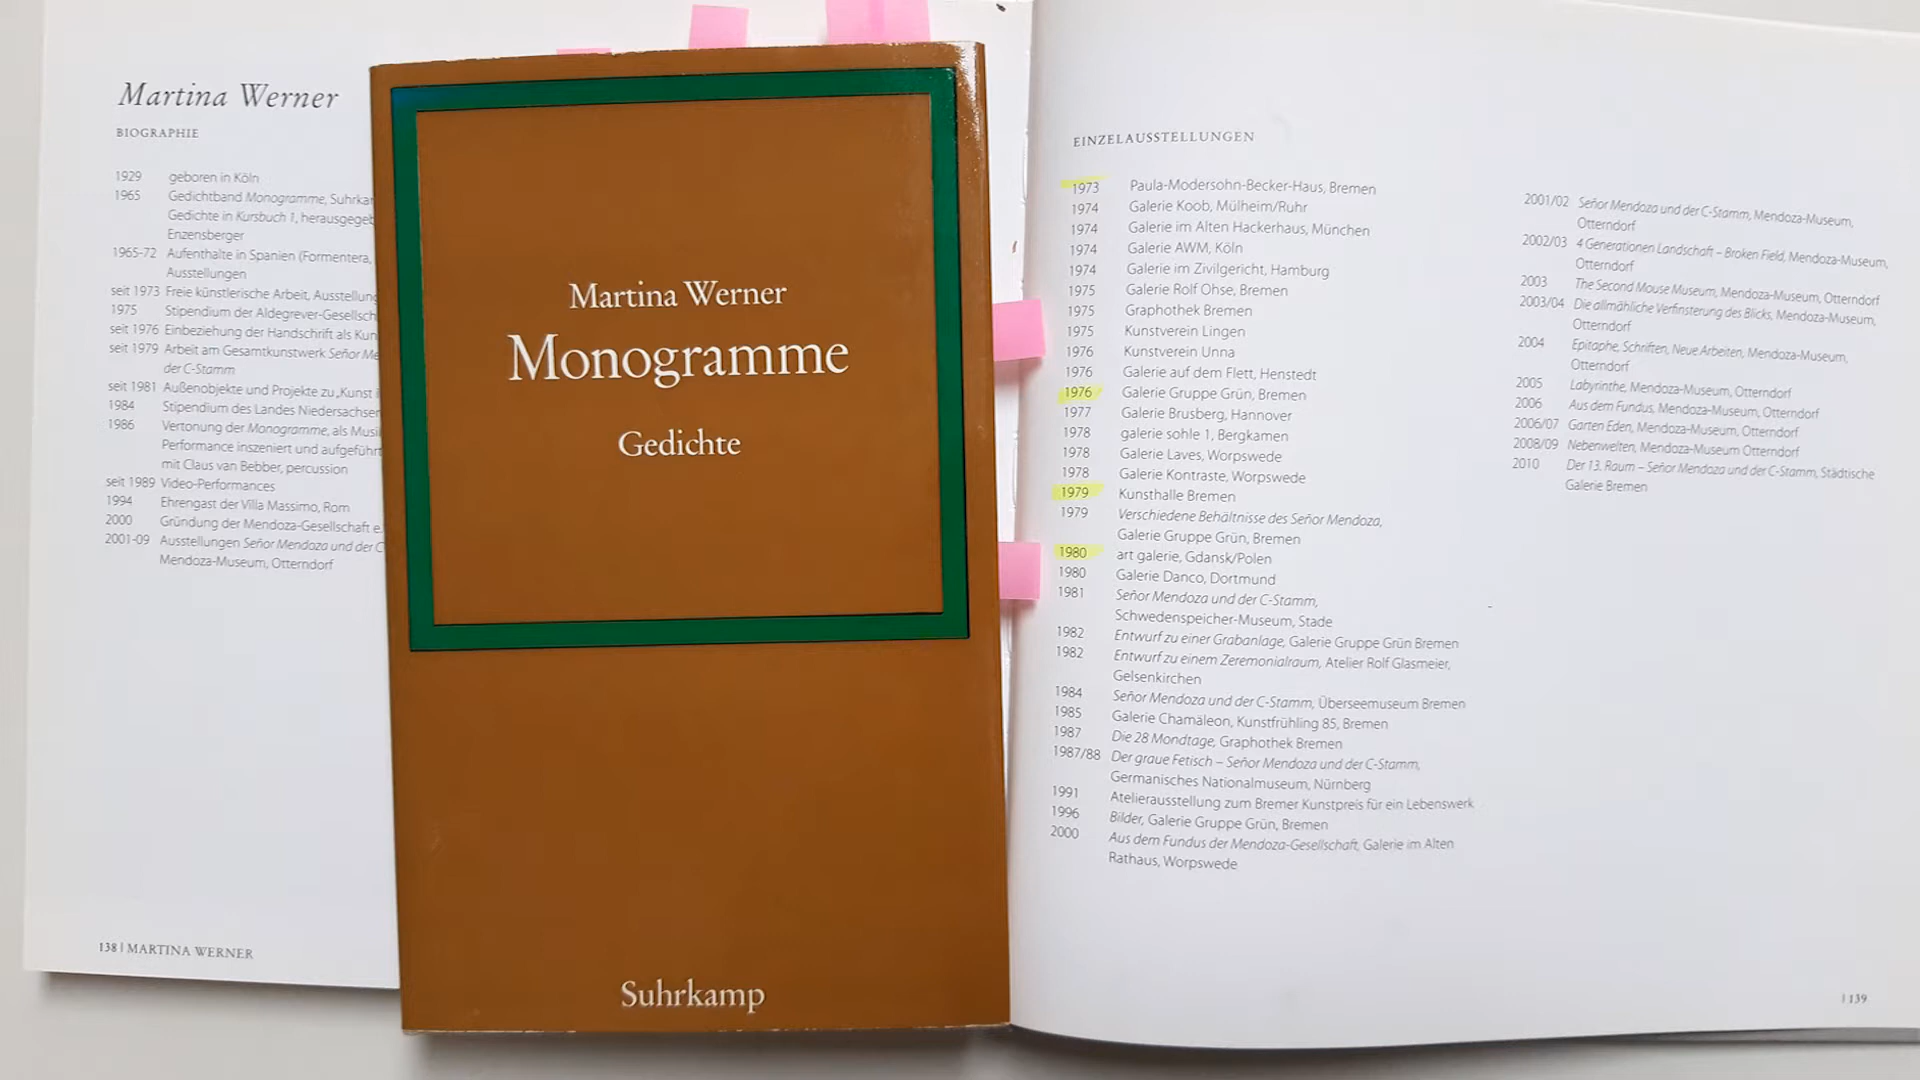 Martina Werner
BIOGRAPHIE
1929 geboren in Köln
1965 Gedichtband Monogramme, Suhrka
Gedichte in Kursbuch 1, herausgegeb
Enzensberger
1965-72 Aufenthalte in Spanien (Formentera,
Ausstellungen
seit 1973 Freie künstlerische Arbeit, Ausstellung
1975 Stipendium der Aldegrever-Gesellsch
seit 1976 Einbeziehung der Handschrift als Kun
seit 1979 Arbeit am Gesamtkunstwerk Señor Me
der C-Stamm
seit 1981 Außenobjekte und Projekte zu „Kunst i
1984 Stipendium des Landes Niedersachsen
1986 Vertonung der Monogramme, als Musi
Performance inszeniert und aufgeführt
mit Claus van Bebber, percussion
seit 1989 Video-Performances
1994 Ehrengast der Villa Massimo, Rom
2000 Gründung der Mendoza-Gesellschaft e.
2001-09 Ausstellungen Señor Mendoza und der C
Mendoza-Museum, Otterndorf
138 | MARTINA WERNER
Martina Werner
Monogramme
Gedichte
Suhrkamp
EINZELAUSSTELLUNGEN
1973 Paula-Modersohn-Becker-Haus, Bremen
1974 Galerie Koob, Mülheim/Ruhr
1974 Galerie im Alten Hackerhaus, München
1974 Galerie AWM, Köln
1974 Galerie im Zivilgericht, Hamburg
1975 Galerie Rolf Ohse, Bremen
1975 Graphothek Bremen
1975 Kunstverein Lingen
1976 Kunstverein Unna
1976 Galerie auf dem Flett, Henstedt
1976 Galerie Gruppe Grün, Bremen
1977 Galerie Brusberg, Hannover
1978 galerie sohle 1, Bergkamen
1978 Galerie Laves, Worpswede
1978 Galerie Kontraste, Worpswede
1979 Kunsthalle Bremen
1979 Verschiedene Behältnisse des Señor Mendoza,
Galerie Gruppe Grün, Bremen
1980 art galerie, Gdansk/Polen
1980 Galerie Danco, Dortmund
1981 Señor Mendoza und der C-Stamm,
Schwedenspeicher-Museum, Stade
1982 Entwurf zu einer Grabanlage, Galerie Gruppe Grün Bremen
1982 Entwurf zu einem Zeremonialraum, Atelier Rolf Glasmeier,
Gelsenkirchen
1984 Señor Mendoza und der C-Stamm, Überseemuseum Bremen
1985 Galerie Chamäleon, Kunstfrühling 85, Bremen
1987 Die 28 Mondtage, Graphothek Bremen
1987/88 Der graue Fetisch – Señor Mendoza und der C-Stamm,
Germanisches Nationalmuseum, Nürnberg
1991 Atelierausstellung zum Bremer Kunstpreis für ein Lebenswerk
1996 Bilder, Galerie Gruppe Grün, Bremen
2000 Aus dem Fundus der Mendoza-Gesellschaft, Galerie im Alten
Rathaus, Worpswede
2001/02 Señor Mendoza und der C-Stamm, Mendoza-Museum,
Otterndorf
2002/03 4 Generationen Landschaft – Broken Field, Mendoza-Museum,
Otterndorf
2003 The Second Mouse Museum, Mendoza-Museum, Otterndorf
2003/04 Die allmähliche Verfinsterung des Blicks, Mendoza-Museum,
Otterndorf
2004 Epitaphe, Schriften, Neue Arbeiten, Mendoza-Museum,
Otterndorf
2005 Labyrinthe, Mendoza-Museum, Otterndorf
2006 Aus dem Fundus, Mendoza-Museum, Otterndorf
2006/07 Garten Eden, Mendoza-Museum, Otterndorf
2008/09 Nebenwelten, Mendoza-Museum Otterndorf
2010 Der 13. Raum – Señor Mendoza und der C-Stamm, Städtische
Galerie Bremen
| 139